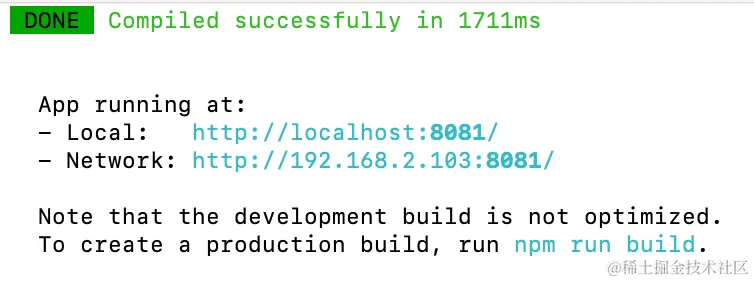 DONE Compiled successfully in 1711ms
App running at:
- Local: http://localhost:8081/
- Network: http://192.168.2.103:8081/
Note that the development build is not optimized.
To create a production build, run npm run build.
@稀土掘金技术社区